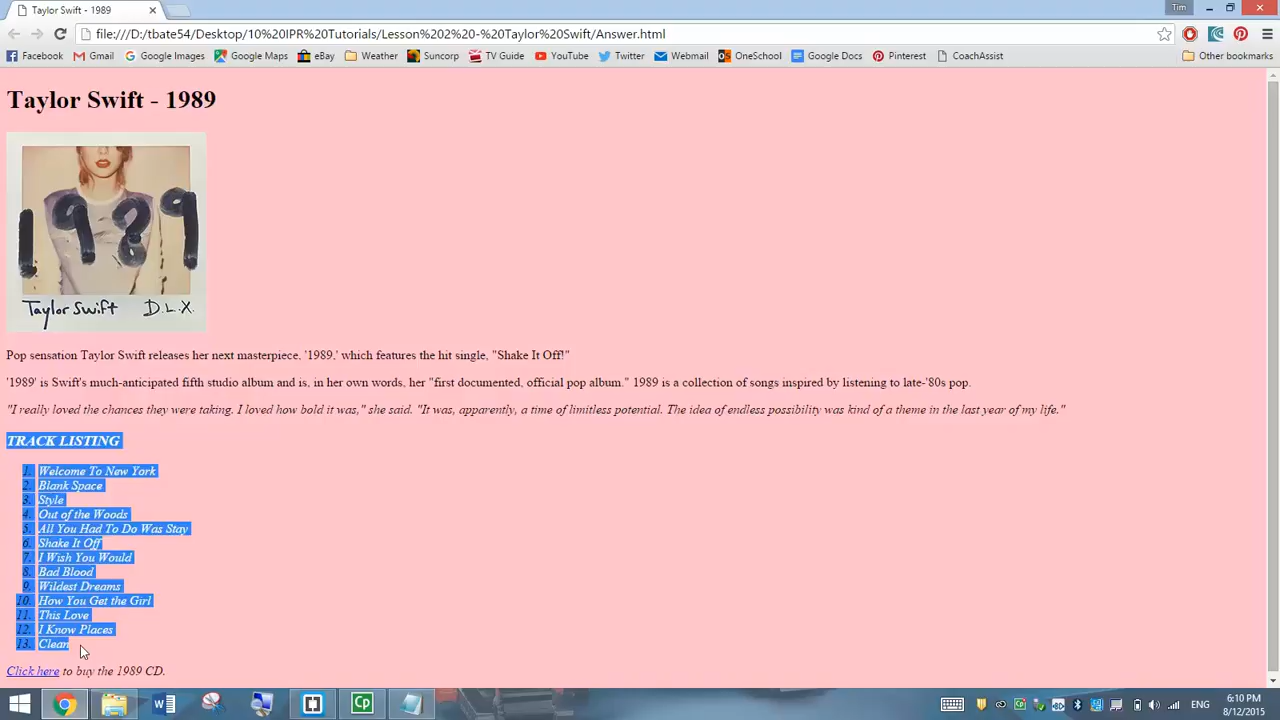 Taylor Swift - 1989
Tim
file:///D:/tbate54/Desktop/10%20IPR%20Tutorials/Lesson%202%20-%20Taylor%20Swift/Answer.html
Facebook Gmail Google Images Google Maps eBay Weather Suncorp TV Guide YouTube Twitter Webmail OneSchool Google Docs Pinterest CoachAssist Other bookmarks
Taylor Swift - 1989
1989
Taylor Swift D.L.X.
Pop sensation Taylor Swift releases her next masterpiece, '1989,' which features the hit single, "Shake It Off!"
'1989' is Swift's much-anticipated fifth studio album and is, in her own words, her "first documented, official pop album." 1989 is a collection of songs inspired by listening to late-'80s pop.
"I really loved the chances they were taking. I loved how bold it was," she said. "It was, apparently, a time of limitless potential. The idea of endless possibility was kind of a theme in the last year of my life."
TRACK LISTING
1. Welcome To New York
2. Blank Space
3. Style
4. Out of the Woods
5. All You Had To Do Was Stay
6. Shake It Off
7. I Wish You Would
8. Bad Blood
9. Wildest Dreams
10. How You Get the Girl
11. This Love
12. I Know Places
13. Clean
Click here to buy the 1989 CD.
ENG
6:10 PM
8/12/2015